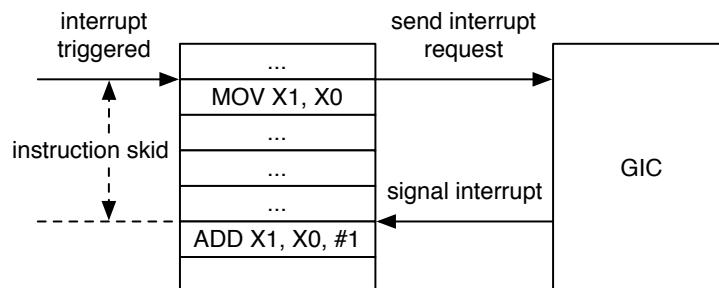 interrupt
triggered
send interrupt
request
...
MOV X1, X0
...
instruction skid
...
...
signal interrupt
GIC
ADD X1, X0, #1